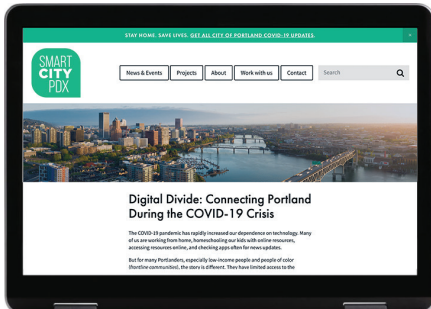 STAY HOME. SAVE LIVES. GET ALL CITY OF PORTLAND COVID-19 UPDATES.
SMART
CITY
PDX
News & Events
Projects
About
Work with us
Contact
Search
Digital Divide: Connecting Portland
During the COVID-19 Crisis
The COVID-19 pandemic has rapidly increased our dependence on technology. Many
of us are working from home, homeschooling our kids with online resources,
accessing resources online, and checking apps often for news updates.
But for many Portlanders, especially low-income people and people of color
(frontline communities), the story is different. They have limited access to the